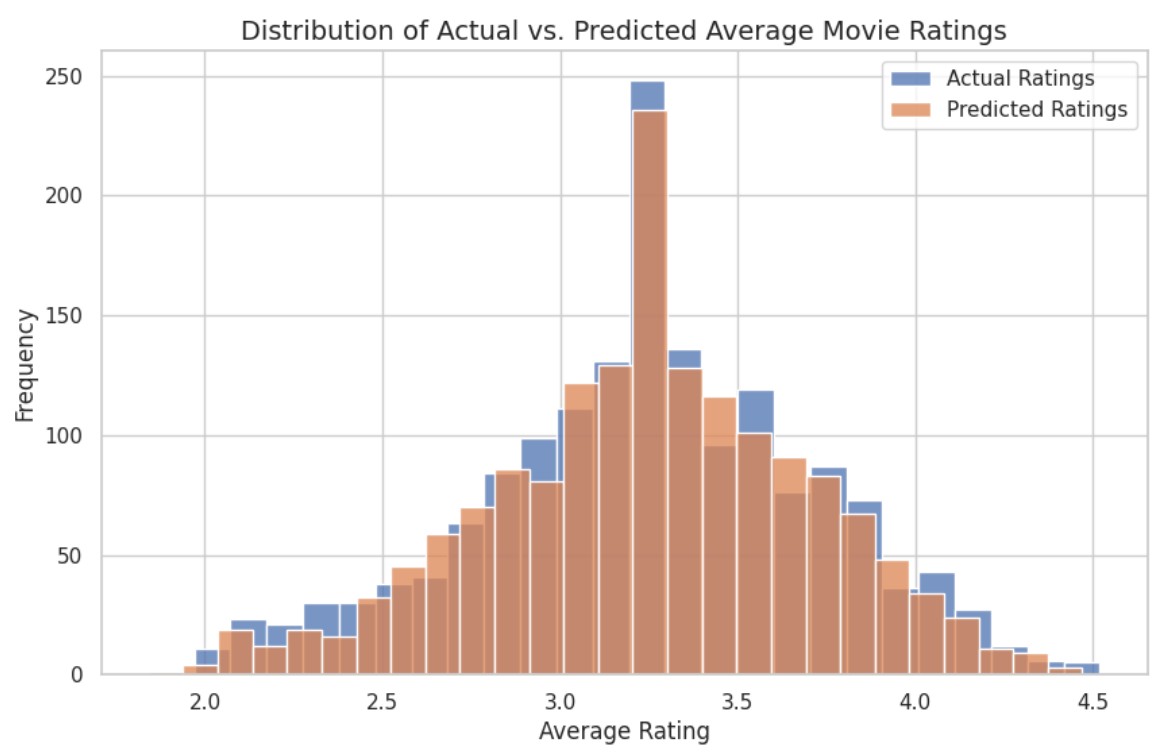 Distribution of Actual vs. Predicted Average Movie Ratings
Actual Ratings
Predicted Ratings
Frequency
250
200
150
100
50
0
2.0 2.5 3.0 3.5 4.0 4.5
Average Rating